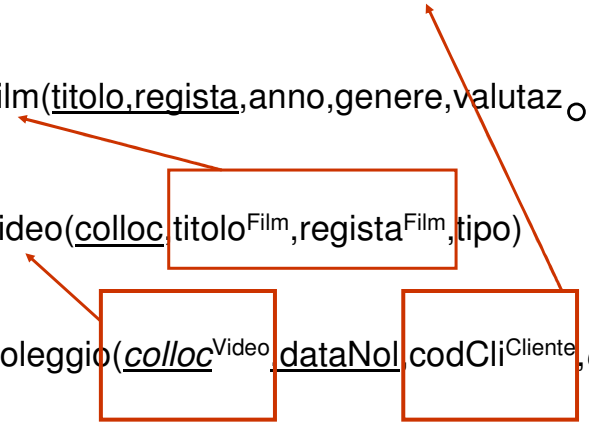 ilm(titolo,regista,anno,genere,valutaz
ideo(colloc,titoloFilm,registaFilm,tipo)
oleggio(collocVideo,dataNol,codCliCliente,